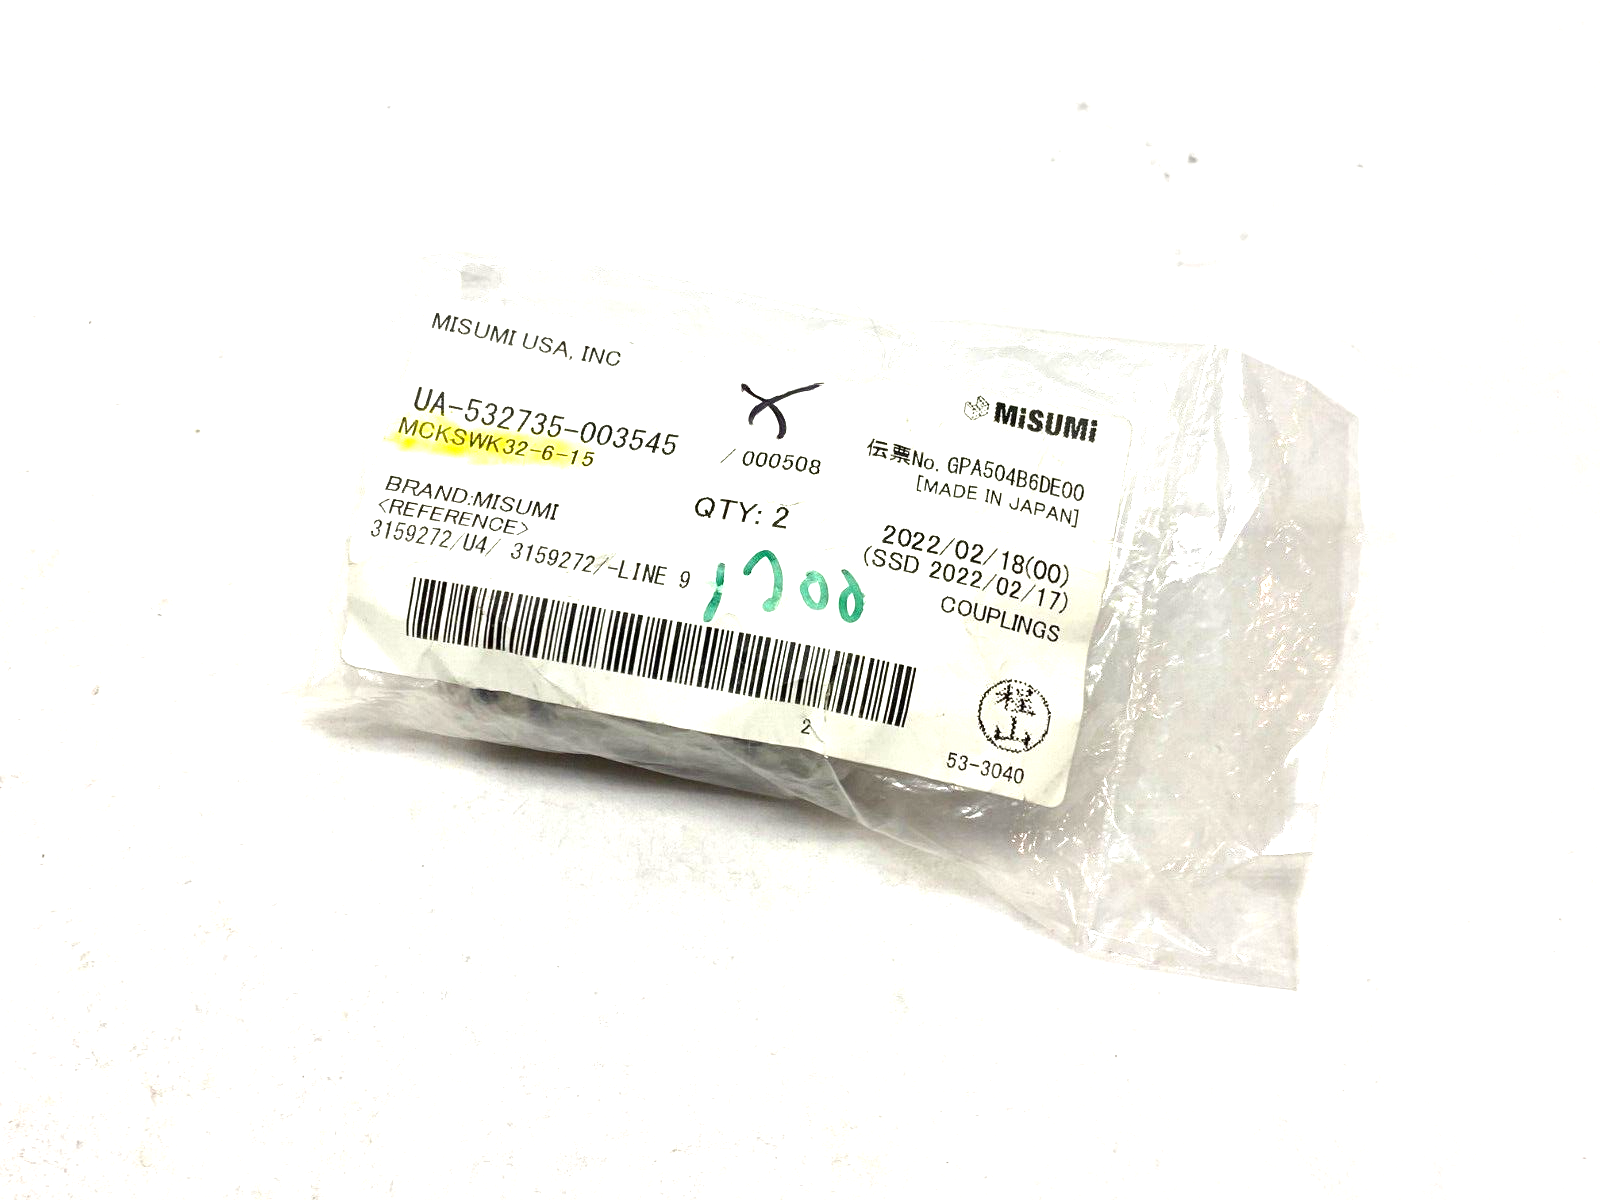 MISUMI USA, INC
UA-532735-003545
MCKSWK32-6-15
/ 000508
BRAND:MISUMI
<REFERENCE>
QTY: 2
3159272/U4/ 3159272/-LINE 9
MiSUMi
伝票No. GPA504B6DE00
[MADE IN JAPAN]
2022/02/18(00)
(SSD 2022/02/17)
COUPLINGS
2
山
53-3040